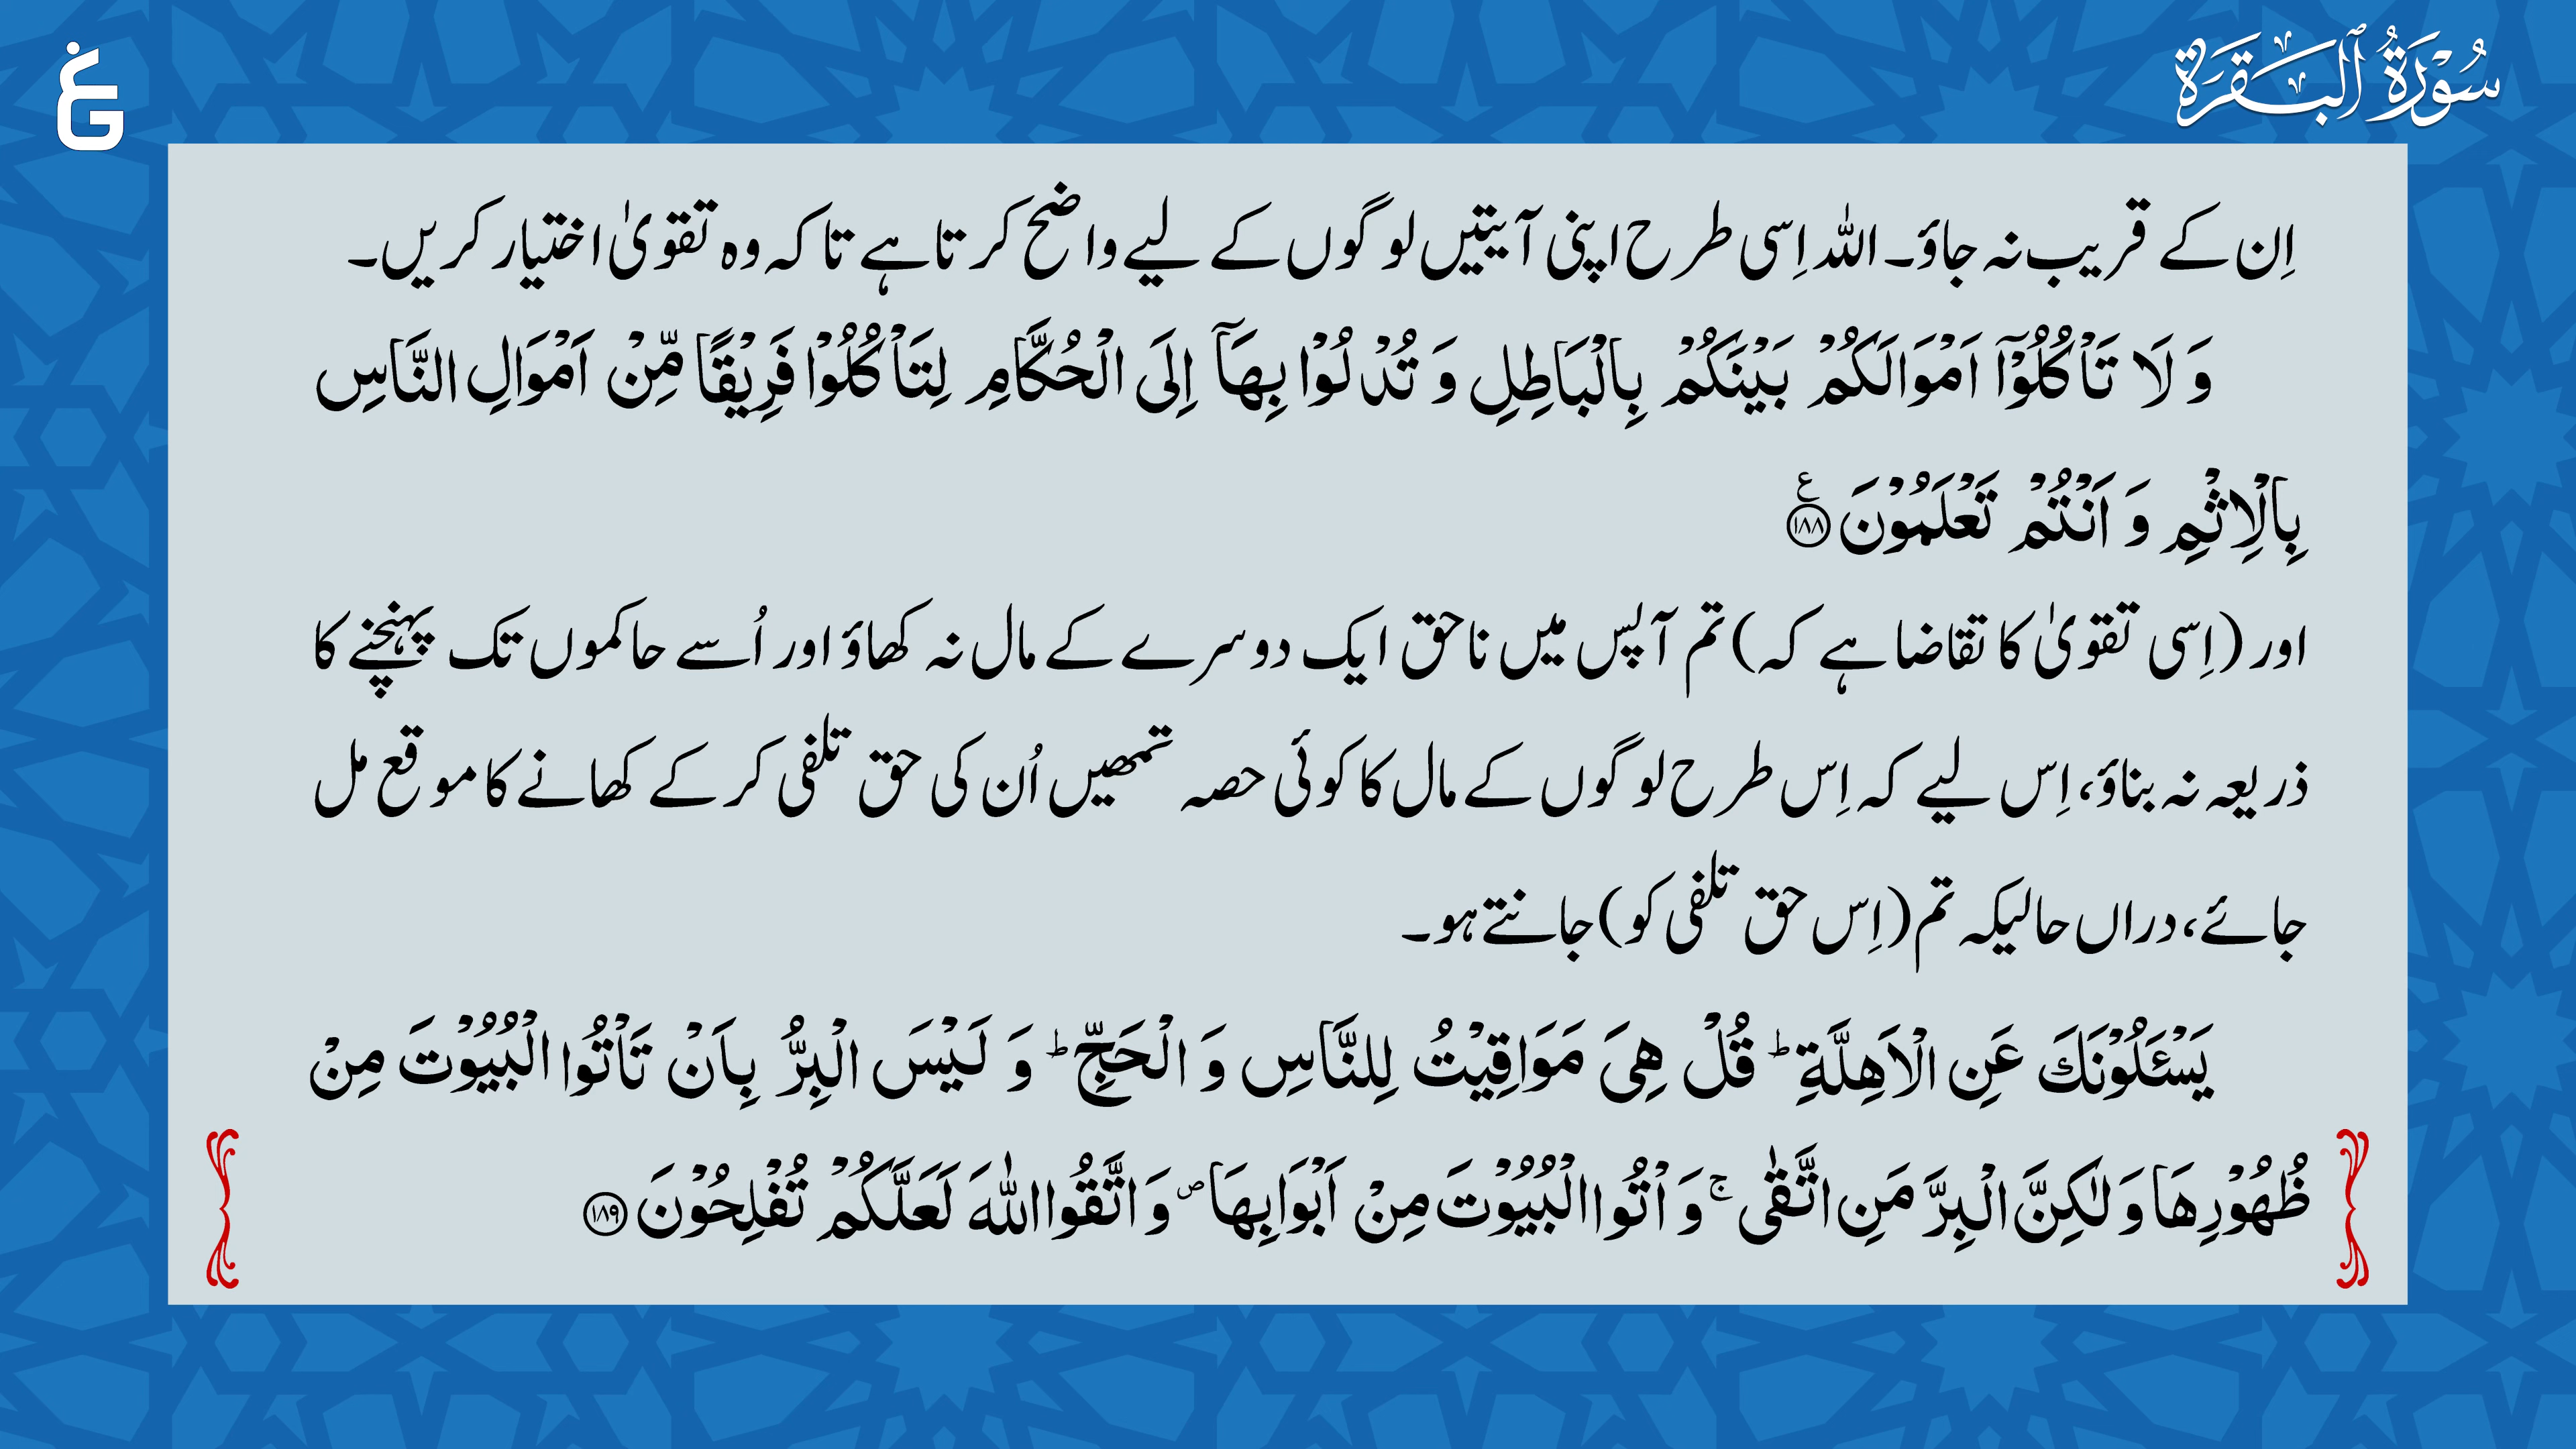 سُوْرَةُ ٱلْبَقَرَة
غ G
اِن کے قریب نہ جاؤ۔ اللہ اِسی طرح اپنی آیتیں لوگوں کے لیے واضح کرتا ہے تاکہ وہ تقویٰ اختیار کریں۔
وَ لَا تَاْكُلُوْۤا اَمْوَالَكُمْ بَيْنَكُمْ بِالْبَاطِلِ وَ تُدْلُوْا بِهَاۤ اِلَى الْحُكَّامِ لِتَاْكُلُوْا فَرِيْقًا مِّنْ اَمْوَالِ النَّاسِ
بِالْاِثْمِ وَ اَنْتُمْ تَعْلَمُوْنَ ؑ ۝۱۸۸
اور (اِسی تقویٰ کا تقاضا ہے کہ) تم آپس میں ناحق ایک دوسرے کے مال نہ کھاؤ اور اُسے حاکموں تک پہنچنے کا
ذریعہ نہ بناؤ، اِس لیے کہ اِس طرح لوگوں کے مال کا کوئی حصہ تمھیں اُن کی حق تلفی کر کے کھانے کا موقع مل
جائے، دراں حالیکہ تم (اِس حق تلفی کو) جانتے ہو۔
يَسْـَٔلُوْنَكَ عَنِ الْاَهِلَّةِ ؕ قُلْ هِيَ مَوَاقِيْتُ لِلنَّاسِ وَ الْحَجِّ ؕ وَ لَيْسَ الْبِرُّ بِاَنْ تَاْتُوا الْبُيُوْتَ مِنْ
ظُهُوْرِهَا وَ لٰكِنَّ الْبِرَّ مَنِ اتَّقٰى ۚ وَ اْتُوا الْبُيُوْتَ مِنْ اَبْوَابِهَا ۪ وَ اتَّقُوا اللّٰهَ لَعَلَّكُمْ تُفْلِحُوْنَ ۝۱۸۹